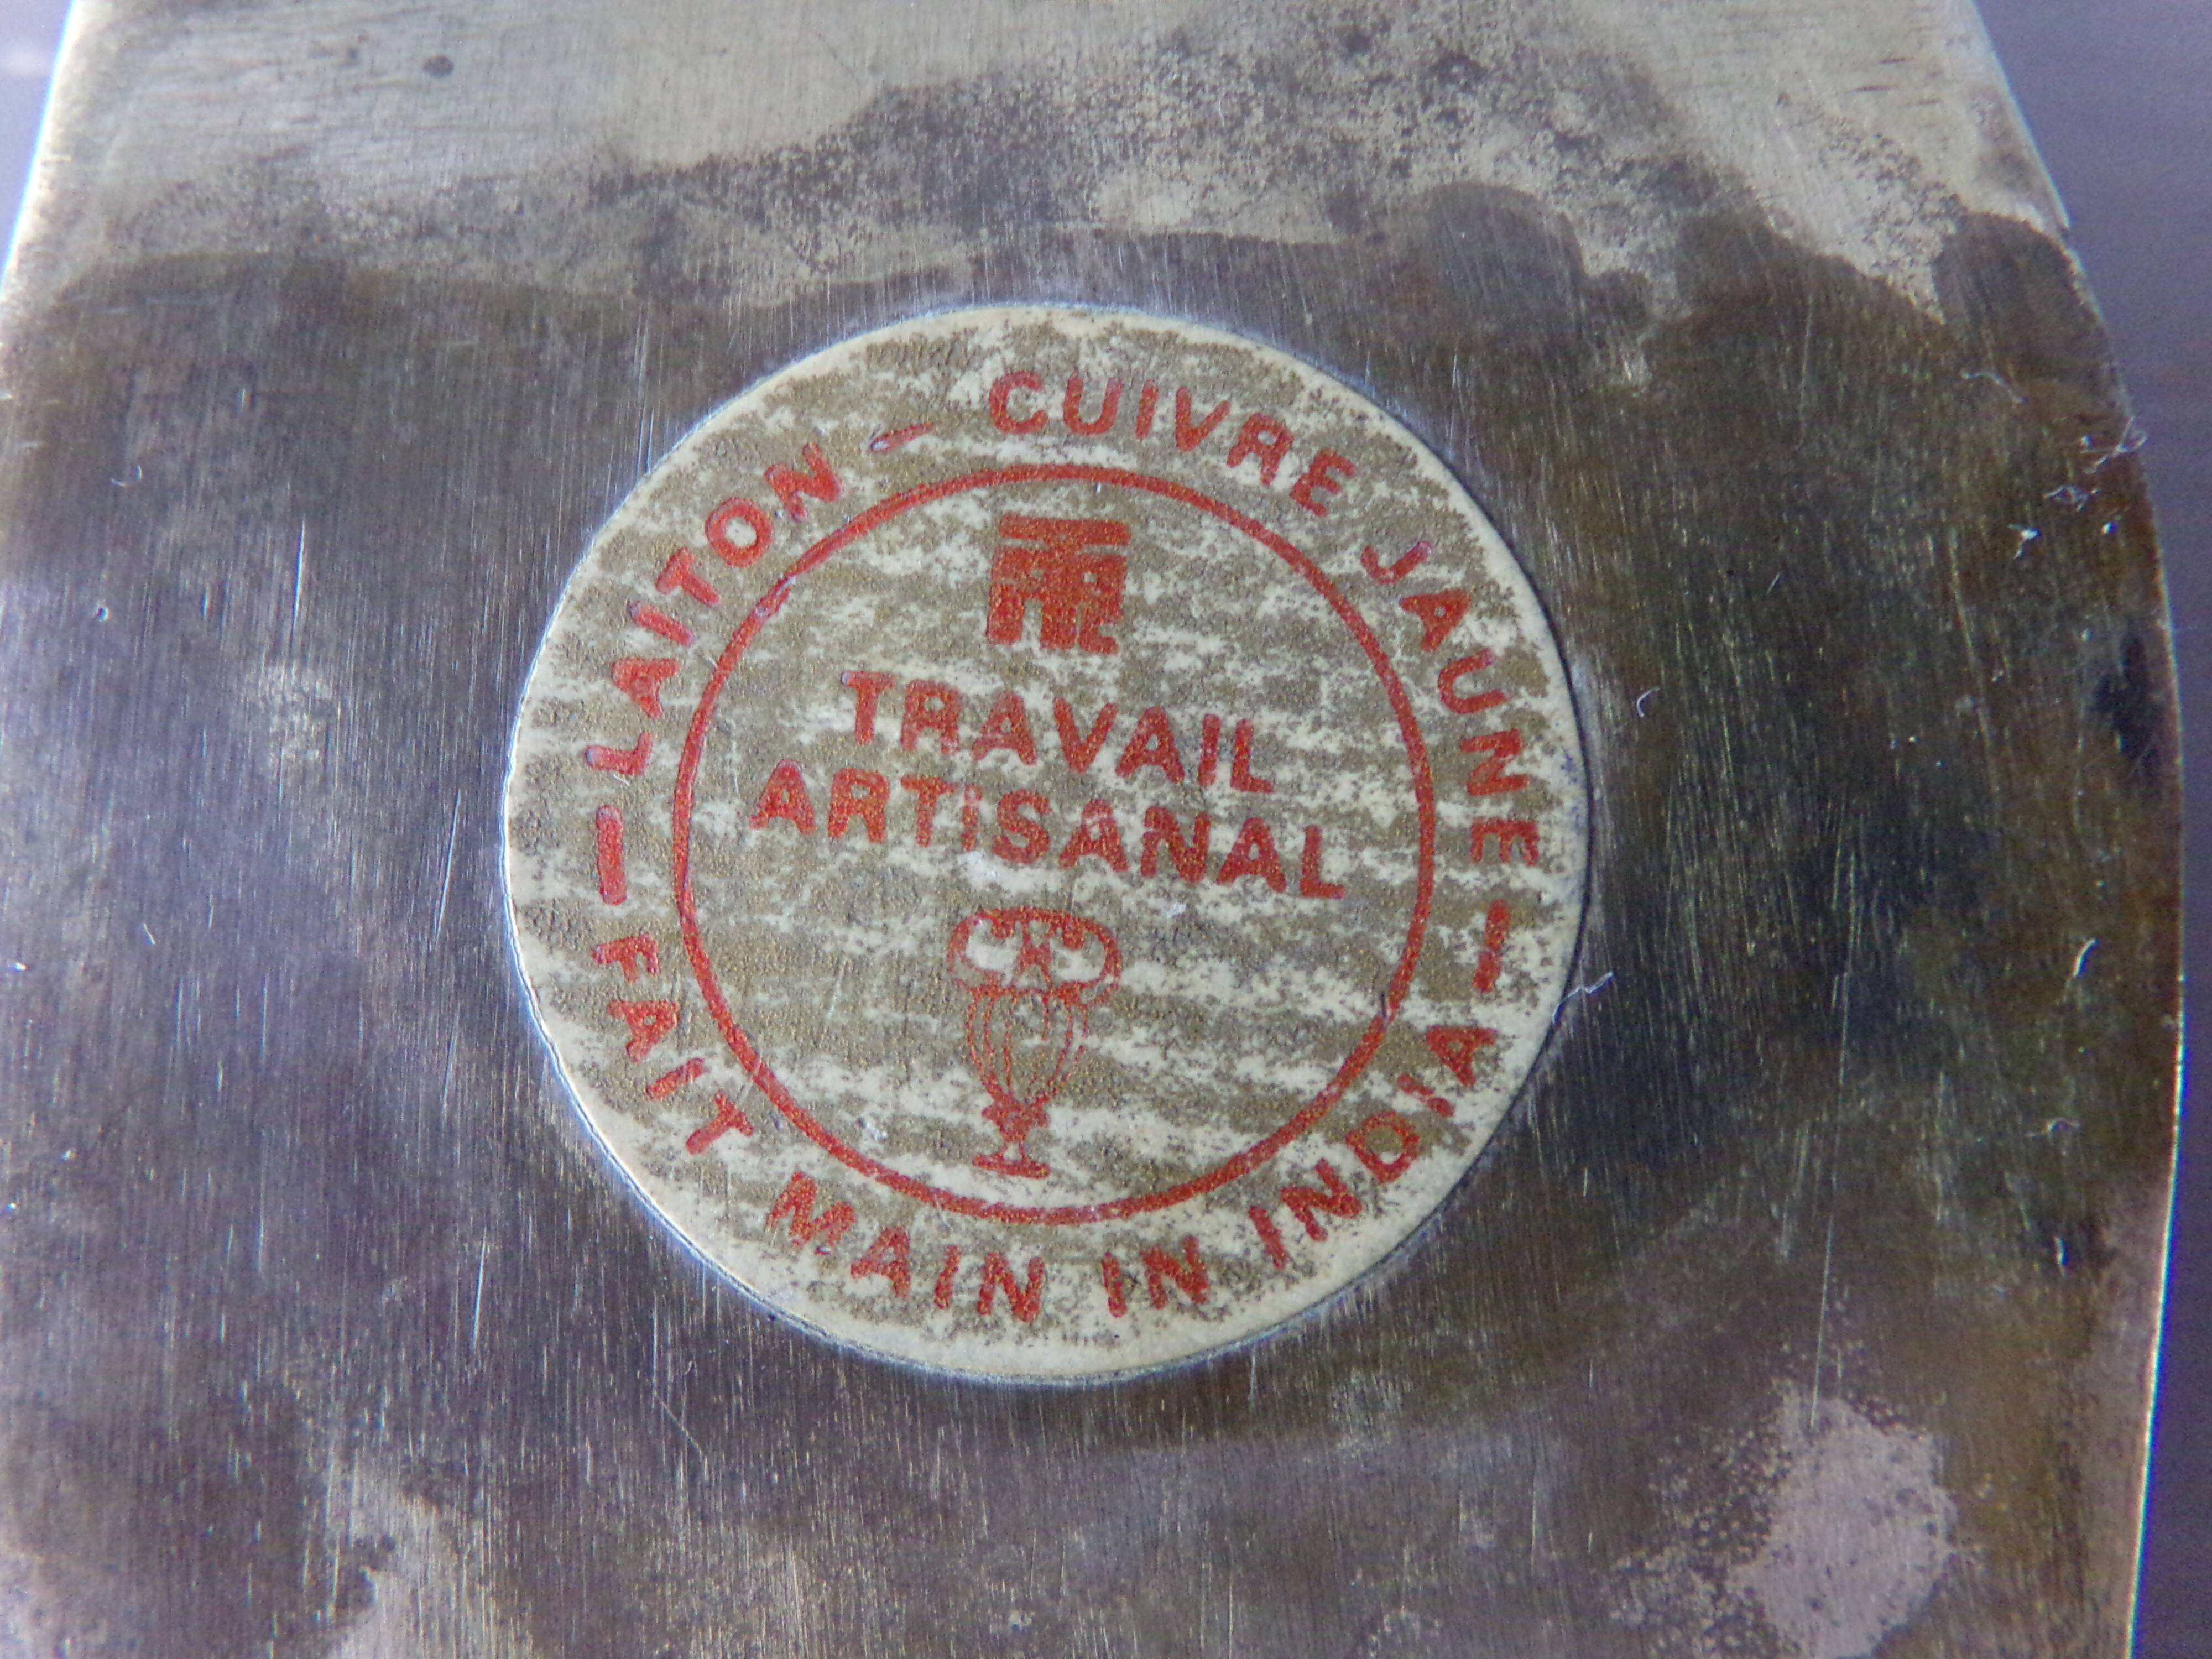 LAITON - CUIVRE JAUNE -
TRAVAIL
ARTiSANAL
- FAIT MAIN IN INDIA